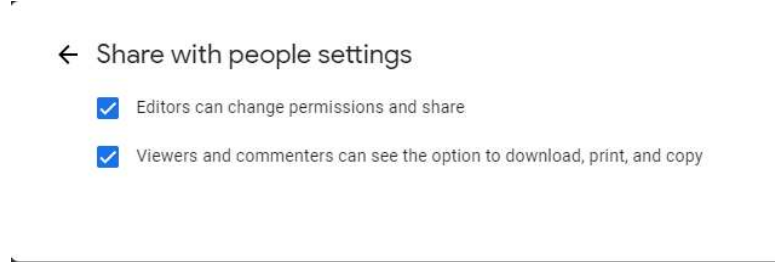 Share with people settings
Editors can change permissions and share
Viewers and commenters can see the option to download, print, and copy